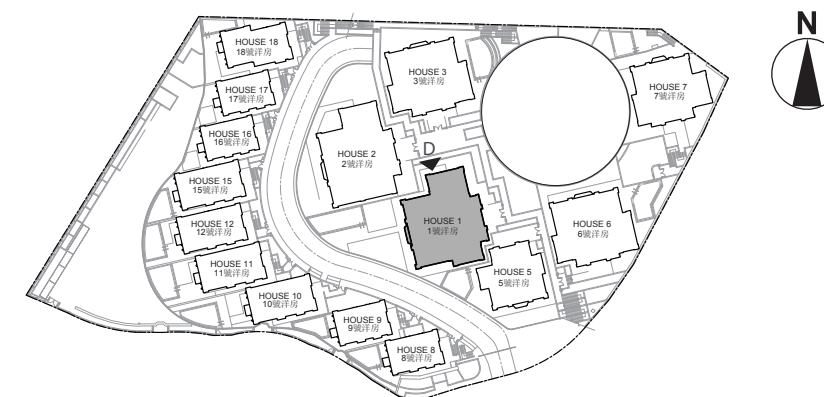 N
HOUSE 18
18號洋房
HOUSE 17
17號洋房
HOUSE 16
16號洋房
HOUSE 15
15號洋房
HOUSE 12
12號洋房
HOUSE 11
11號洋房
HOUSE 10
10號洋房
HOUSE 9
9號洋房
HOUSE 8
8號洋房
HOUSE 3
3號洋房
HOUSE 2
2號洋房
D
HOUSE 1
1號洋房
HOUSE 5
5號洋房
HOUSE 6
6號洋房
HOUSE 7
7號洋房